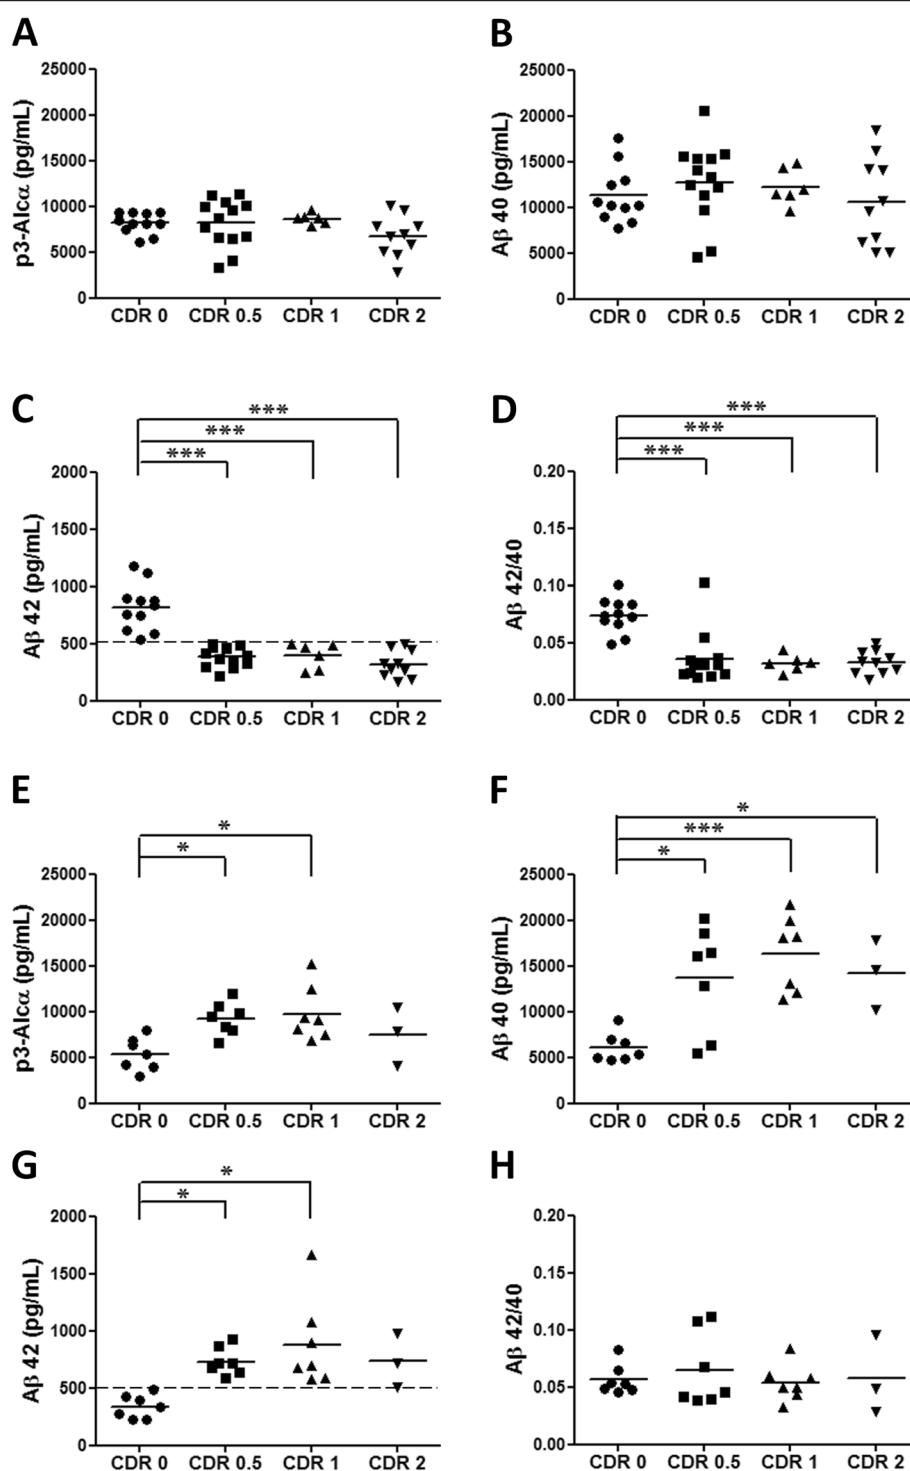 A
p3-Alcα (pg/mL)
25000
20000
15000
10000
5000
0
CDR 0 CDR 0.5 CDR 1 CDR 2
B
Aβ 40 (pg/mL)
25000
20000
15000
10000
5000
0
CDR 0 CDR 0.5 CDR 1 CDR 2
C
***
***
***
Aβ 42 (pg/mL)
2000
1500
1000
500
0
CDR 0 CDR 0.5 CDR 1 CDR 2
D
***
***
***
Aβ 42/40
0.20
0.15
0.10
0.05
0.00
CDR 0 CDR 0.5 CDR 1 CDR 2
E
*
*
p3-Alcα (pg/mL)
25000
20000
15000
10000
5000
0
CDR 0 CDR 0.5 CDR 1 CDR 2
F
*
***
*
Aβ 40 (pg/mL)
25000
20000
15000
10000
5000
0
CDR 0 CDR 0.5 CDR 1 CDR 2
G
*
*
Aβ 42 (pg/mL)
2000
1500
1000
500
0
CDR 0 CDR 0.5 CDR 1 CDR 2
H
Aβ 42/40
0.20
0.15
0.10
0.05
0.00
CDR 0 CDR 0.5 CDR 1 CDR 2